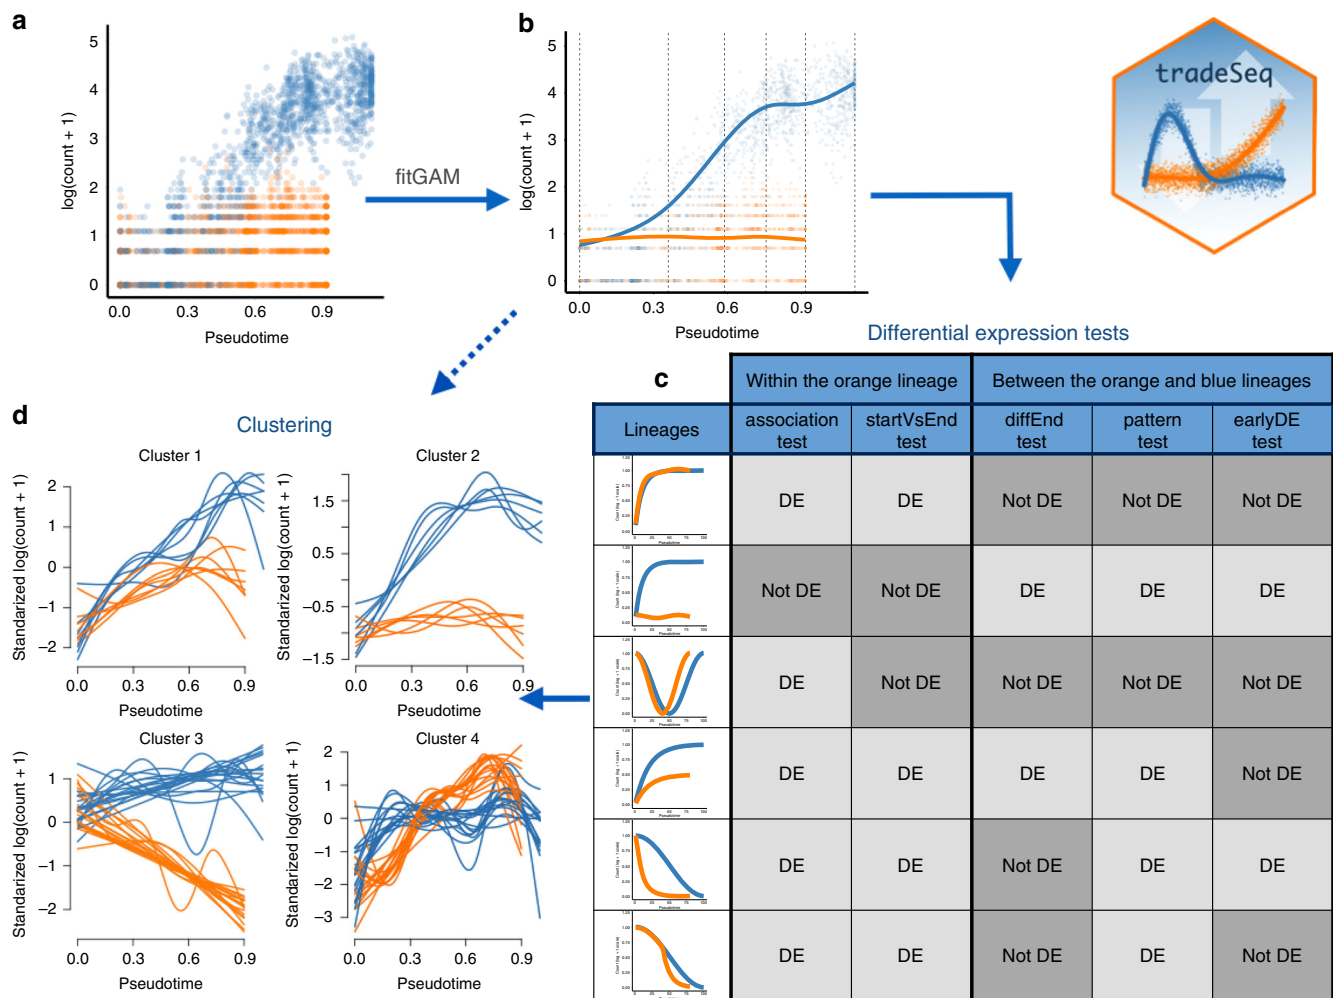 a
log(count + 1)
5
4
3
2
1
0
0.0 0.3 0.6 0.9
Pseudotime
fitGAM
b
log(count + 1)
5
4
3
2
1
0
0.0 0.3 0.6 0.9
Pseudotime
tradeSeq
Differential expression tests
c
Within the orange lineage
Between the orange and blue lineages
Lineages
association test
startVsEnd test
diffEnd test
pattern test
earlyDE test
DE DE Not DE Not DE Not DE
Not DE Not DE DE DE DE
DE Not DE Not DE Not DE Not DE
DE DE DE DE Not DE
DE DE Not DE DE DE
DE DE Not DE DE Not DE
d
Clustering
Cluster 1
Standarized log(count + 1)
2
1
0
−1
−2
0.0 0.3 0.6 0.9
Pseudotime
Cluster 2
Standarized log(count + 1)
1.5
0.5
−0.5
−1.5
0.0 0.3 0.6 0.9
Pseudotime
Cluster 3
Standarized log(count + 1)
1
0
−1
−2
0.0 0.3 0.6 0.9
Pseudotime
Cluster 4
Standarized log(count + 1)
2
1
0
−1
−2
−3
0.0 0.3 0.6 0.9
Pseudotime